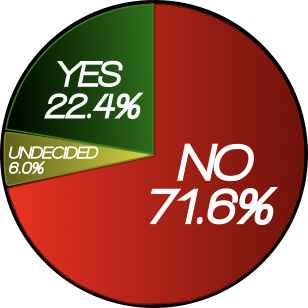 YES
22.4%
UNDECIDED
6.0%
NO
71.6%